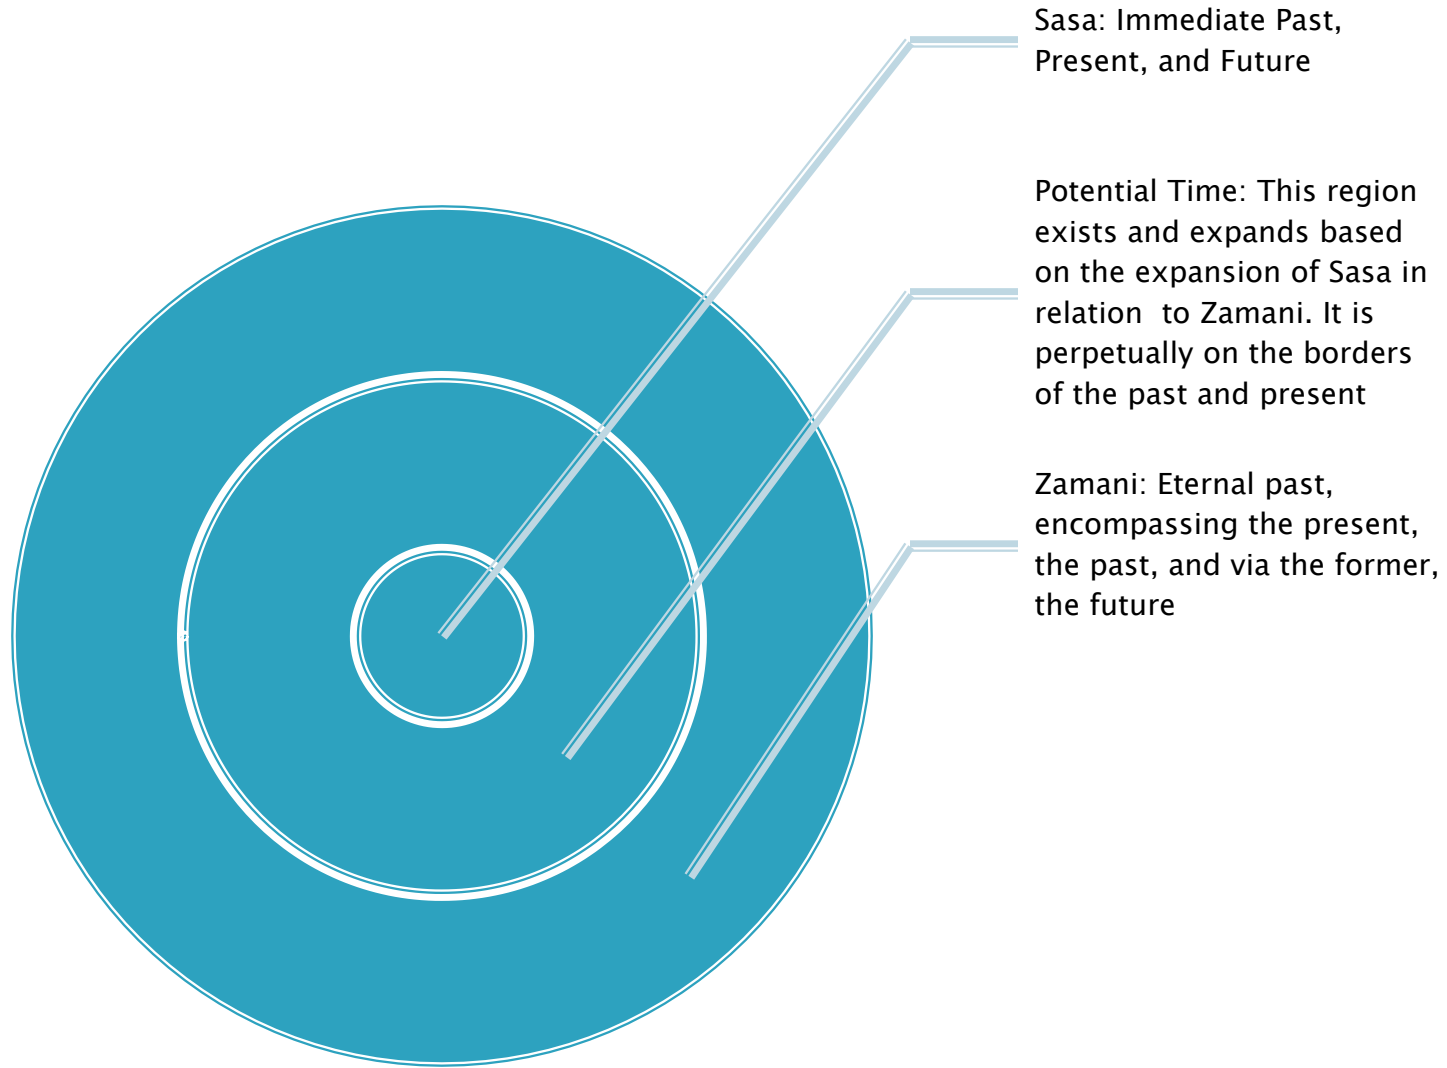 Sasa: Immediate Past,
Present, and Future
Potential Time: This region
exists and expands based
on the expansion of Sasa in
relation  to Zamani. It is
perpetually on the borders
of the past and present
Zamani: Eternal past,
encompassing the present,
the past, and via the former,
the future